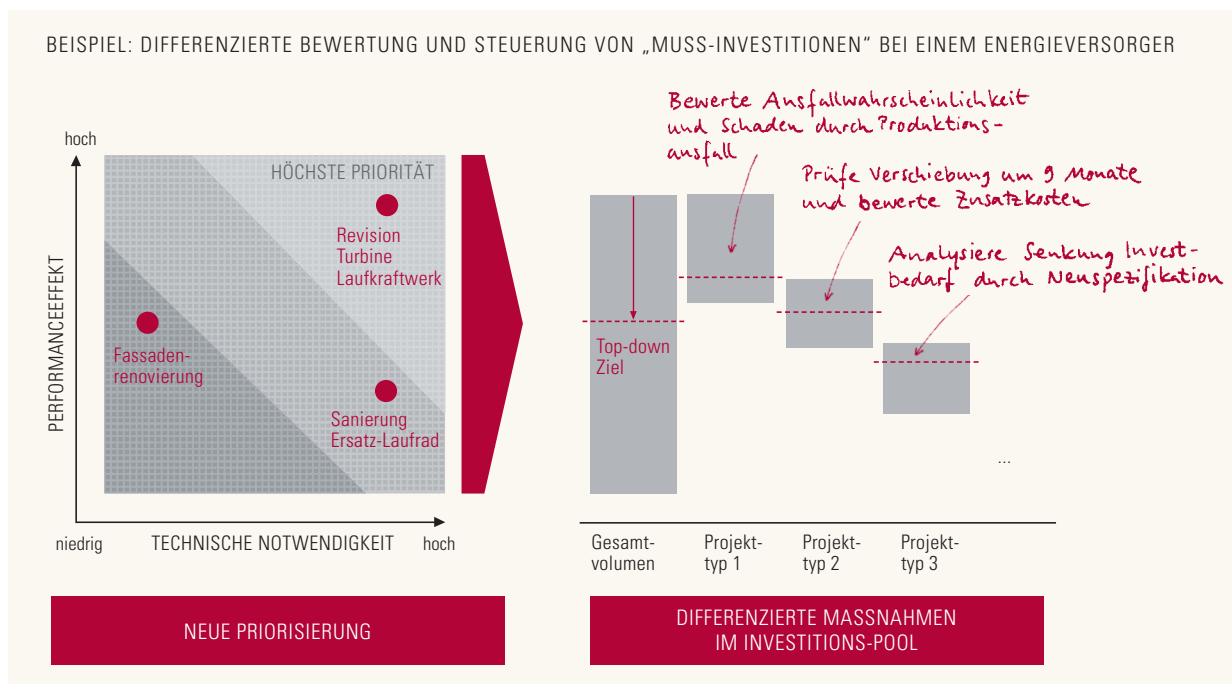 BEISPIEL: DIFFERENZIERTE BEWERTUNG UND STEUERUNG VON „MUSS-INVESTITIONEN“ BEI EINEM ENERGIEVERSORGER
hoch
PERFORMANCEEFFEKT
HÖCHSTE PRIORITÄT
Revision
Turbine
Laufkraftwerk
Fassaden-
renovierung
Sanierung
Ersatz-Laufrad
niedrig
TECHNISCHE NOTWENDIGKEIT
hoch
NEUE PRIORISIERUNG
Bewerte Ausfallwahrscheinlichkeit
und Schaden durch Produktions-
ausfall
Prüfe Verschiebung um 9 Monate
und bewerte Zusatzkosten
Analysiere Senkung Invest-
bedarf durch Neuspezifikation
Top-down
Ziel
...
Gesamt-
volumen
Projekt-
typ 1
Projekt-
typ 2
Projekt-
typ 3
DIFFERENZIERTE MASSNAHMEN
IM INVESTITIONS-POOL